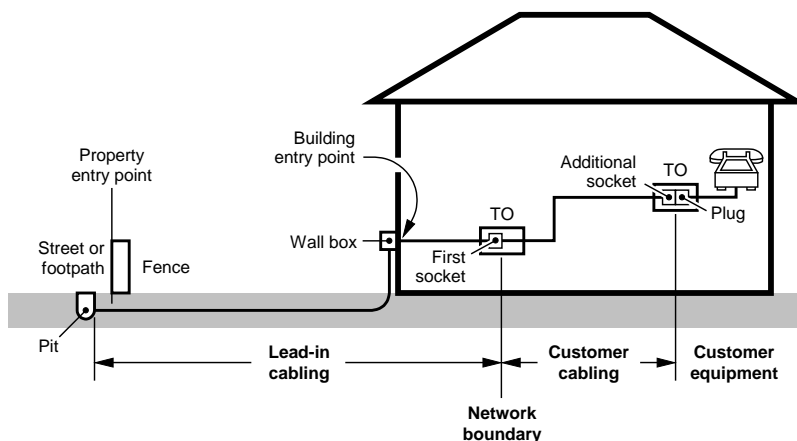 Building
entry point
Property
entry point
Additional
socket
TO
TO
Plug
Wall box
First
socket
Street or
footpath
Fence
Pit
Lead-in
cabling
Customer
cabling
Customer
equipment
Network
boundary